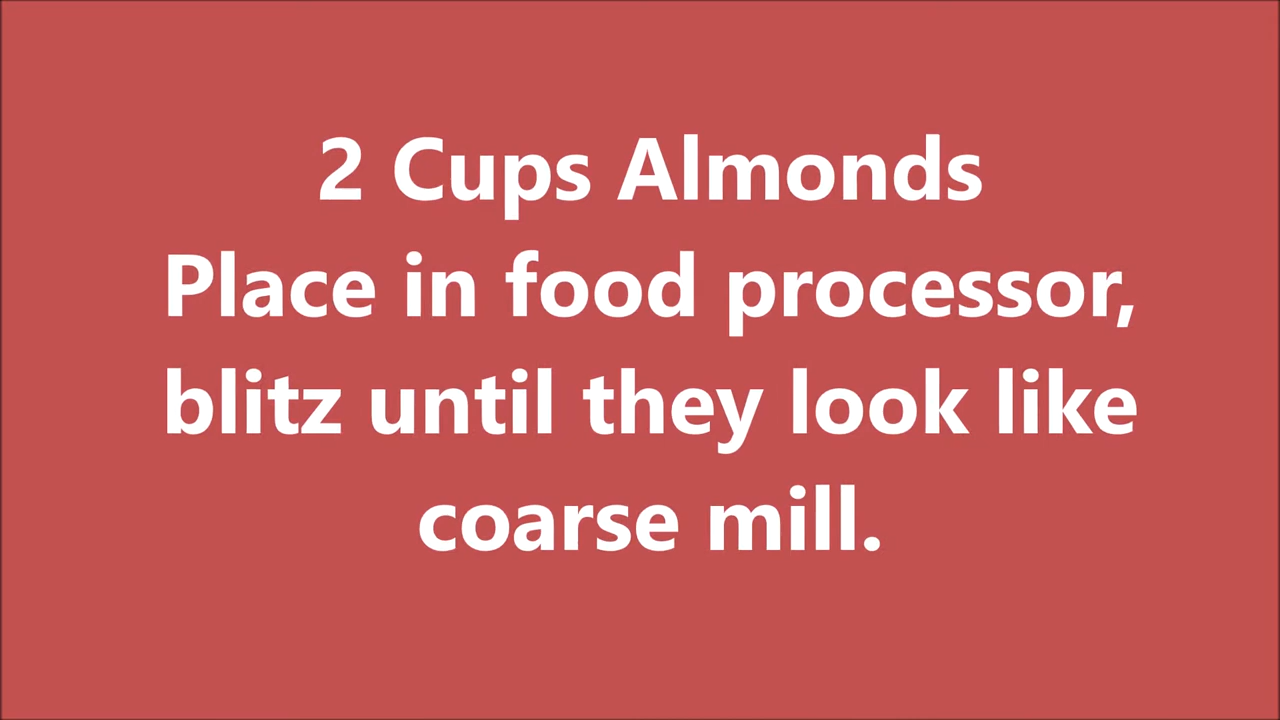 2 Cups Almonds
Place in food processor,
blitz until they look like
coarse mill.